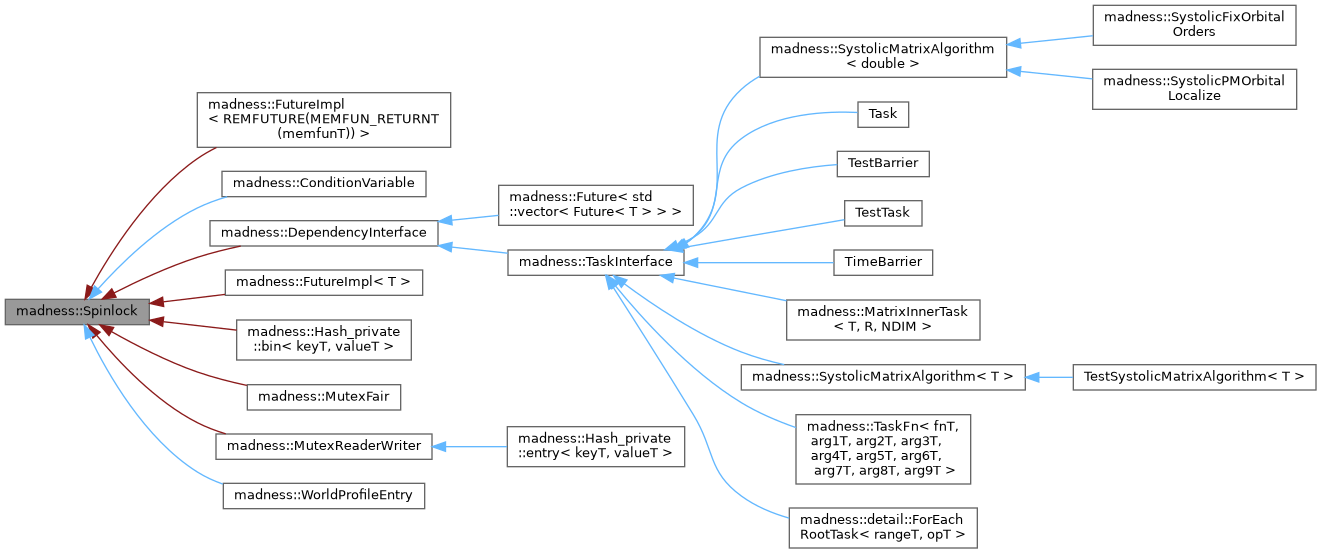 madness::Spinlock
madness::FutureImpl
< REMFUTURE(MEMFUN_RETURNT
(memfunT)) >
madness::ConditionVariable
madness::DependencyInterface
madness::FutureImpl< T >
madness::Hash_private
::bin< keyT, valueT >
madness::MutexFair
madness::MutexReaderWriter
madness::WorldProfileEntry
madness::Future< std
::vector< Future< T > > >
madness::TaskInterface
madness::Hash_private
::entry< keyT, valueT >
madness::SystolicMatrixAlgorithm
< double >
Task
TestBarrier
TestTask
TimeBarrier
madness::MatrixInnerTask
< T, R, NDIM >
madness::SystolicMatrixAlgorithm< T >
madness::TaskFn< fnT,
arg1T, arg2T, arg3T,
arg4T, arg5T, arg6T,
arg7T, arg8T, arg9T >
madness::detail::ForEach
RootTask< rangeT, opT >
madness::SystolicFixOrbital
Orders
madness::SystolicPMOrbital
Localize
TestSystolicMatrixAlgorithm< T >